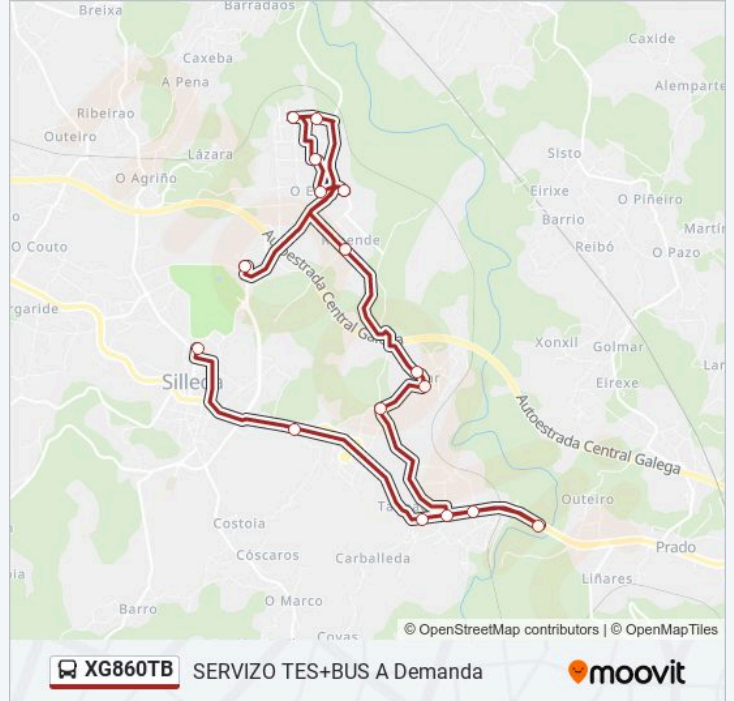 Breixa
Barradaos
Caxide
Caxeba
A Pena
Alemparte
Ribeirao
Outeiro
Lázara
Sisto
O Agriño
Eirixe
O Piñeiro
Barrio
O Couto
Reibó
O Pazo
Autoestrada Central Galega
Xonxil
Golmar
Silleda
Eirexe
Autoestrada Central Galega
Outeiro
Costoia
Cóscaros
Carballeda
Prado
Liñares
O Marco
Barro
Covas
© OpenStreetMap contributors | © OpenMapTiles
XG860TB SERVIZO TES+BUS A Demanda
moovit